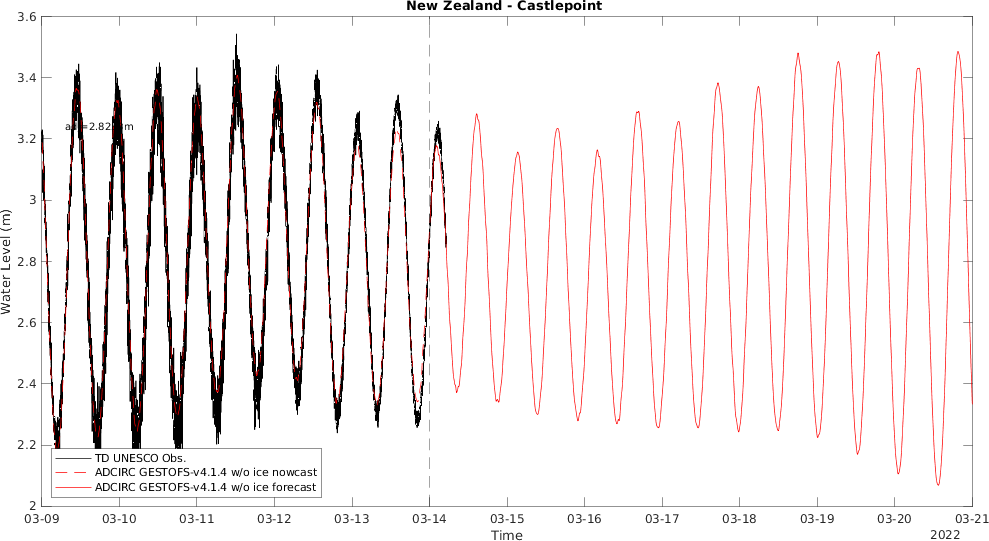 New Zealand - Castlepoint
3.6
3.4
3.2
3
2.8
2.6
2.4
2.2
2
Water Level (m)
TD UNESCO Obs.
ADCIRC GESTOFS-v4.1.4 w/o ice nowcast
ADCIRC GESTOFS-v4.1.4 w/o ice forecast
03-09 03-10 03-11 03-12 03-13 03-14 03-15 03-16 03-17 03-18 03-19 03-20 03-21
Time
2022